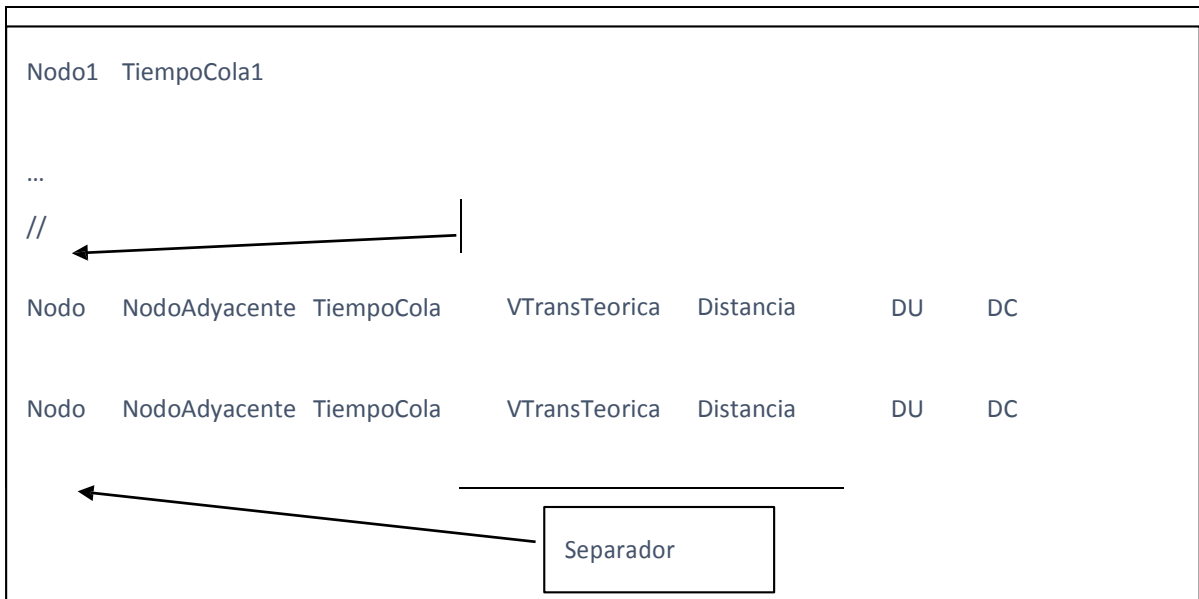 Nodo1 TiempoCola1
…
//
Nodo NodoAdyacente TiempoCola VTransTeorica Distancia DU DC
Nodo NodoAdyacente TiempoCola VTransTeorica Distancia DU DC
Separador